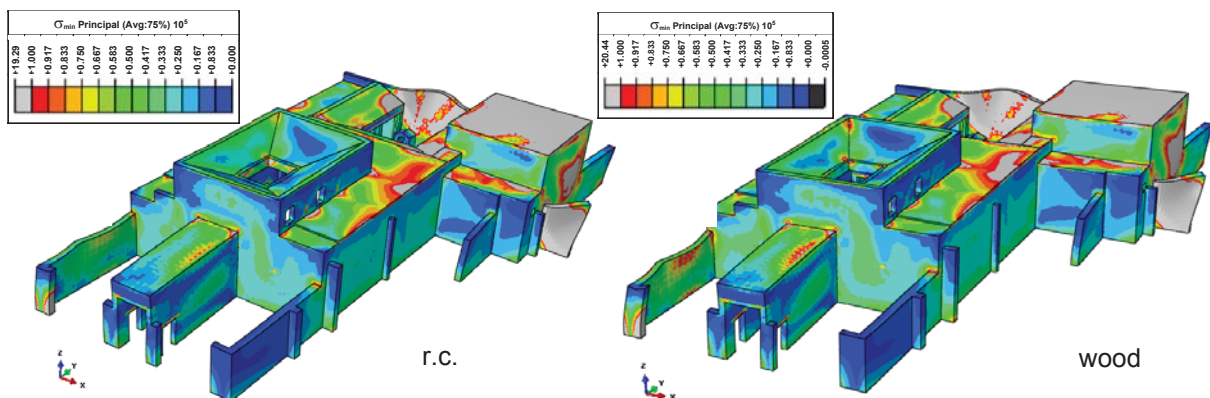 σmin Principal (Avg:75%) 10⁵
+19.29
+1.000
+0.917
+0.833
+0.750
+0.667
+0.583
+0.500
+0.417
+0.333
+0.250
+0.167
+0.833
+0.000
σmin Principal (Avg:75%) 10⁵
+20.44
+1.000
+0.917
+0.833
+0.750
+0.667
+0.583
+0.500
+0.417
+0.333
+0.250
+0.167
+0.833
+0.000
-0.0005
r.c.
wood
Z
Y
X
Z
Y
X